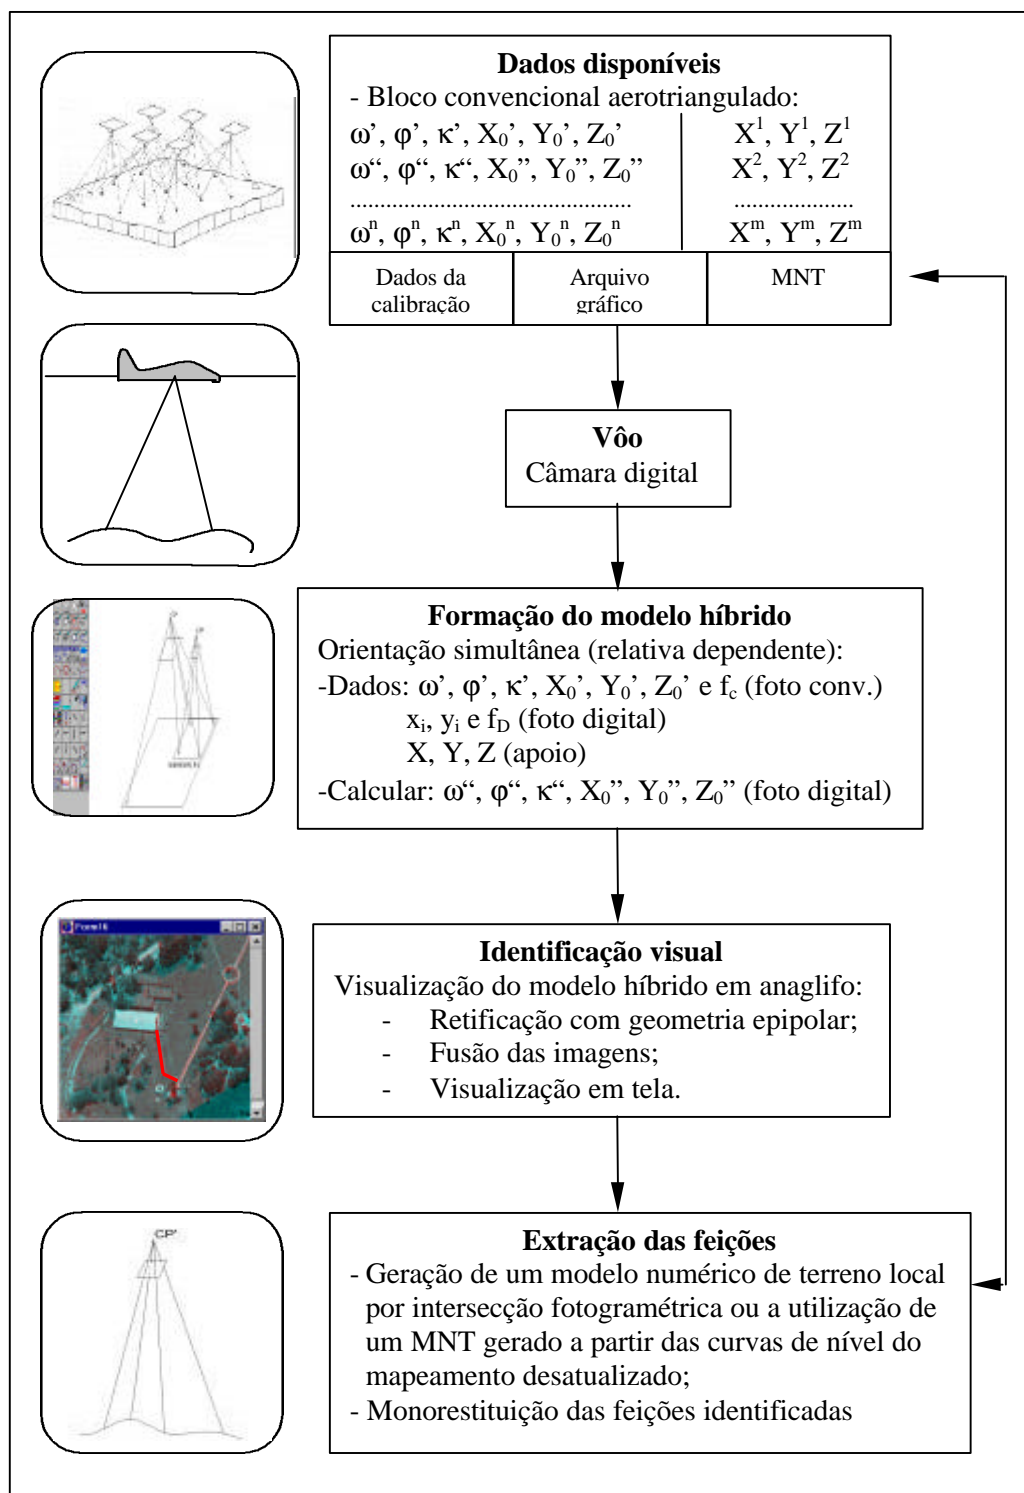 Dados disponíveis
- Bloco convencional aerotriangulado:
ω’, φ’, κ’, X₀’, Y₀’, Z₀’ X¹, Y¹, Z¹
ω“, φ“, κ“, X₀”, Y₀”, Z₀” X², Y², Z²
.............................................. ....................
ωⁿ, φⁿ, κⁿ, X₀ⁿ, Y₀ⁿ, Z₀ⁿ Xᵐ, Yᵐ, Zᵐ
Dados da
calibração
Arquivo
gráfico
MNT
Vôo
Câmara digital
Formação do modelo híbrido
Orientação simultânea (relativa dependente):
-Dados: ω’, φ’, κ’, X₀’, Y₀’, Z₀’ e f_c (foto conv.)
xᵢ, yᵢ e f_D (foto digital)
X, Y, Z (apoio)
-Calcular: ω“, φ“, κ“, X₀”, Y₀”, Z₀” (foto digital)
Form16
Identificação visual
Visualização do modelo híbrido em anaglifo:
- Retificação com geometria epipolar;
- Fusão das imagens;
- Visualização em tela.
CP'
Extração das feições
- Geração de um modelo numérico de terreno local
por intersecção fotogramétrica ou a utilização de
um MNT gerado a partir das curvas de nível do
mapeamento desatualizado;
- Monorestituição das feições identificadas